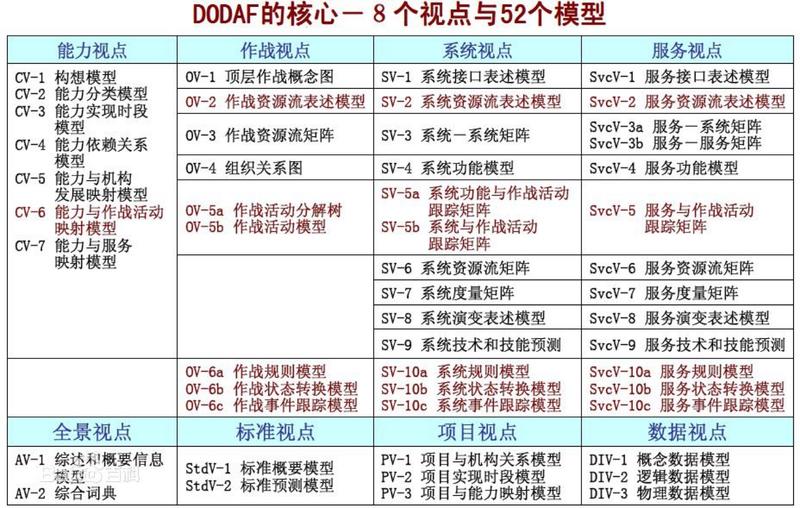 DODAF的核心－8个视点与52个模型
能力视点
作战视点
系统视点
服务视点
CV-1 构想模型
CV-2 能力分类模型
CV-3 能力实现时段
模型
CV-4 能力依赖关系
模型
CV-5 能力与机构
发展映射模型
CV-6 能力与作战活动
映射模型
CV-7 能力与服务
映射模型
OV-1 顶层作战概念图
OV-2 作战资源流表述模型
OV-3 作战资源流矩阵
OV-4 组织关系图
OV-5a 作战活动分解树
OV-5b 作战活动模型
OV-6a 作战规则模型
OV-6b 作战状态转换模型
OV-6c 作战事件跟踪模型
SV-1 系统接口表述模型
SV-2 系统资源流表述模型
SV-3 系统－系统矩阵
SV-4 系统功能模型
SV-5a 系统功能与作战活动
跟踪矩阵
SV-5b 系统与作战活动
跟踪矩阵
SV-6 系统资源流矩阵
SV-7 系统度量矩阵
SV-8 系统演变表述模型
SV-9 系统技术和技能预测
SV-10a 系统规则模型
SV-10b 系统状态转换模型
SV-10c 系统事件跟踪模型
SvcV-1 服务接口表述模型
SvcV-2 服务资源流表述模型
SvcV-3a 服务－系统矩阵
SvcV-3b 服务－服务矩阵
SvcV-4 服务功能模型
SvcV-5 服务与作战活动
跟踪矩阵
SvcV-6 服务资源流矩阵
SvcV-7 服务度量矩阵
SvcV-8 服务演变表述模型
SvcV-9 服务技术和技能预测
SvcV-10a 服务规则模型
SvcV-10b 服务状态转换模型
SvcV-10c 服务事件跟踪模型
全景视点
标准视点
项目视点
数据视点
AV-1 综述和概要信息
模型
AV-2 综合词典
StdV-1 标准概要模型
StdV-2 标准预测模型
PV-1 项目与机构关系模型
PV-2 项目实现时段模型
PV-3 项目与能力映射模型
DIV-1 概念数据模型
DIV-2 逻辑数据模型
DIV-3 物理数据模型
Bai百科